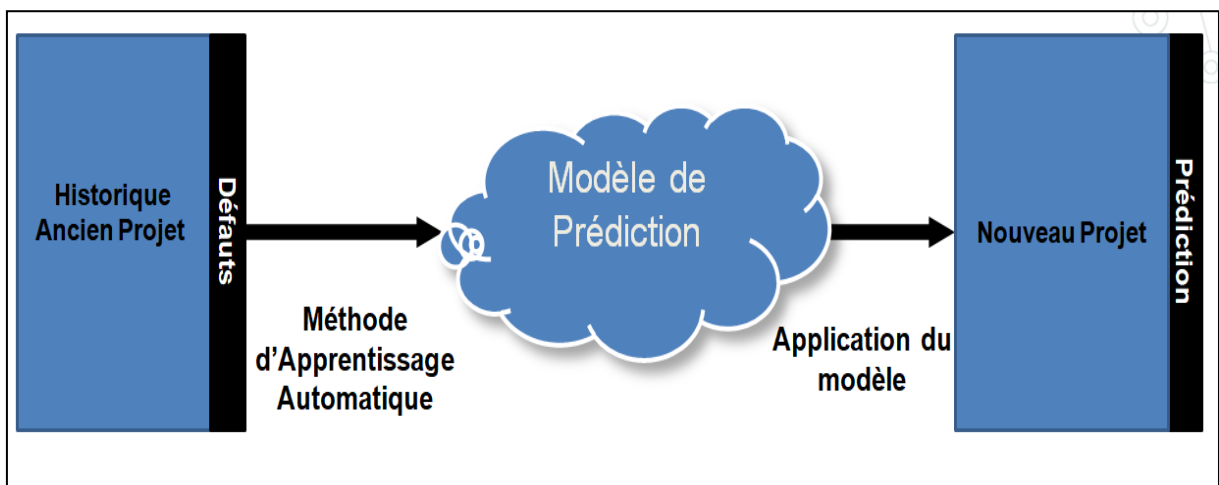 Historique
Ancien Projet
Défauts
Méthode
d'Apprentissage
Automatique
Modèle de
Prédiction
Application du
modèle
Nouveau Projet
Prédiction